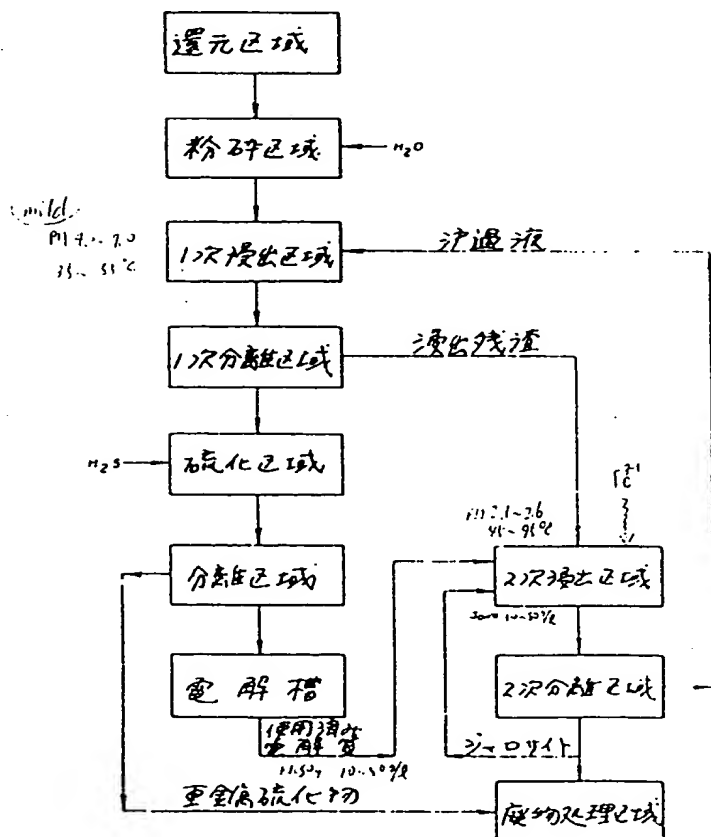 還元区域
粉砕区域
H₂O
mild
1次浸出区域
沪過液
1次分離区域
浸出残渣
H₂S
硫化区域
分離区域
2次浸出区域
電解槽
2次分離区域
使用済み
電解質
ジャロサイト
重金属硫化物
廃物処理区域